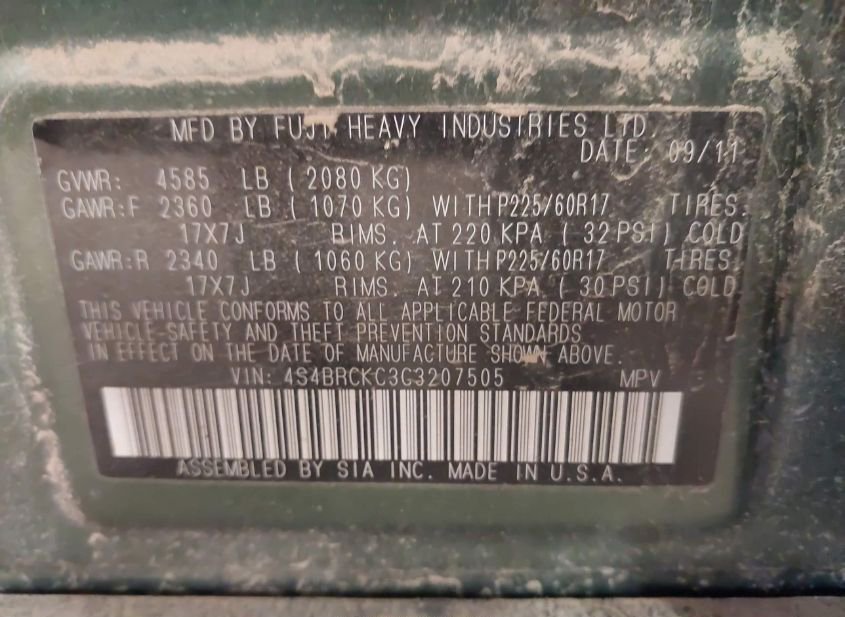 MFD BY FUJI HEAVY INDUSTRIES LTD.
DATE: 09/11
GVWR: 4585 LB ( 2080 KG)
GAWR:F 2360 LB ( 1070 KG) WITH P225/60R17 TIRES.
17X7J RIMS. AT 220 KPA ( 32 PSI) COLD
GAWR:R 2340 LB ( 1060 KG) WITH P225/60R17 TIRES.
17X7J RIMS. AT 210 KPA ( 30 PSI) COLD
THIS VEHICLE CONFORMS TO ALL APPLICABLE FEDERAL MOTOR
VEHICLE SAFETY AND THEFT PREVENTION STANDARDS
IN EFFECT ON THE DATE OF MANUFACTURE SHOWN ABOVE.
VIN: 4S4BRCKC3C3207505 MPV
ASSEMBLED BY SIA INC. MADE IN U.S.A.